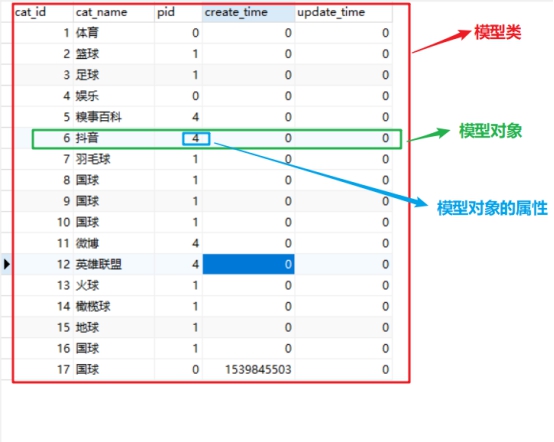 cat_id cat_name pid create_time update_time
1 体育 0 0 0
2 篮球 1 0 0
3 足球 1 0 0
4 娱乐 0 0 0
5 糗事百科 4 0 0
6 抖音 4 0 0
7 羽毛球 1 0 0
8 国球 1 0 0
9 国球 1 0 0
10 国球 1 0 0
11 微博 4 0 0
12 英雄联盟 4 0 0
13 火球 1 0 0
14 橄榄球 1 0 0
15 地球 1 0 0
16 国球 1 0 0
17 国球 0 1539845503 0
模型类
模型对象
模型对象的属性